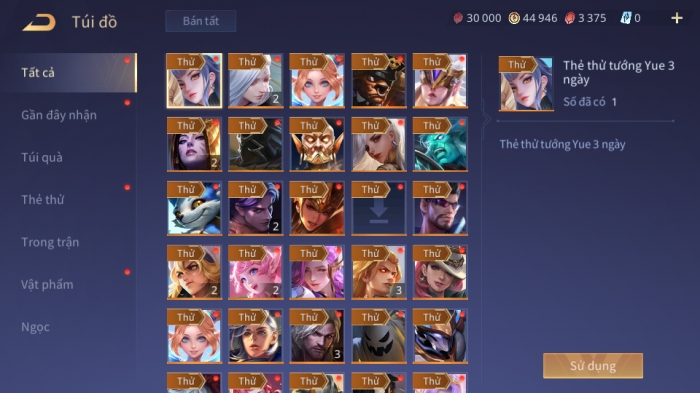 Túi đồ
Bán tất
30 000
44 946
3 375
0
+
Tất cả
Gần đây nhận
Túi quà
Thẻ thử
Trong trận
Vật phẩm
Ngọc
Thử Thử Thử Thử Thử
2
Thử Thử Thử Thử Thử
2
Thử Thử Thử Thử Thử
2
Thử Thử Thử Thử Thử
2 2 3
Thử Thử Thử Thử Thử
3
Thử Thử Thử Thử Thử
Thử
Thẻ thử tướng Yue 3
ngày
Số đã có 1
Thẻ thử tướng Yue 3 ngày
Sử dụng